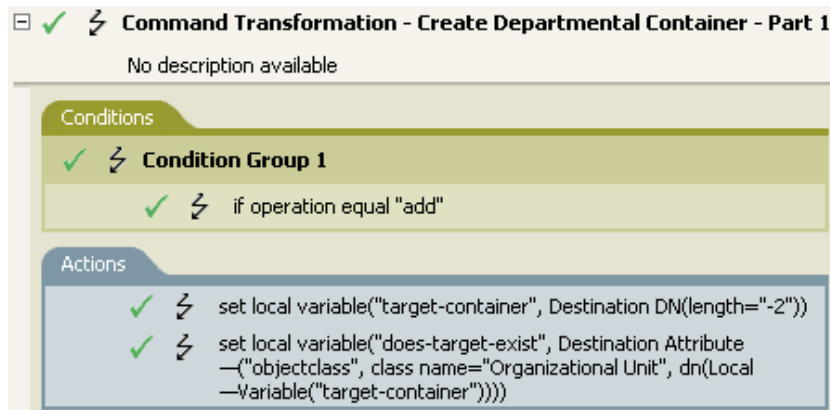 Command Transformation - Create Departmental Container - Part 1
No description available
Conditions
Condition Group 1
if operation equal "add"
Actions
set local variable("target-container", Destination DN(length="-2"))
set local variable("does-target-exist", Destination Attribute
—("objectclass", class name="Organizational Unit", dn(Local
—Variable("target-container"))))